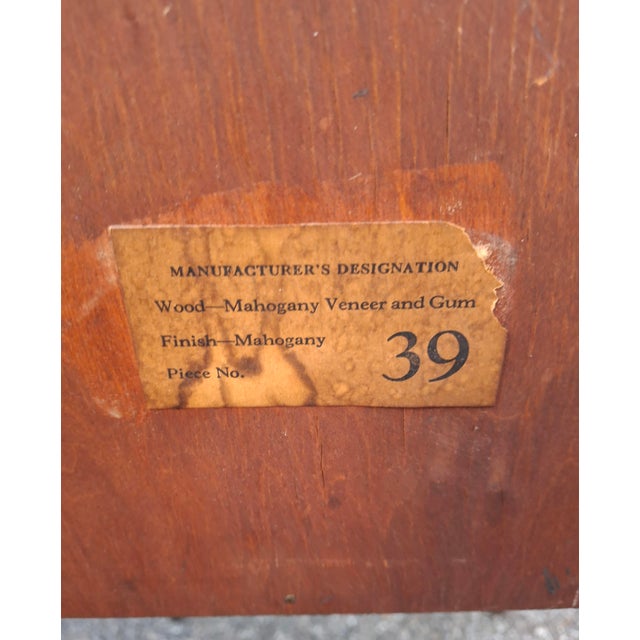 MANUFACTURER'S DESIGNATION
Wood—Mahogany Veneer and Gum
Finish—Mahogany
Piece No. 39